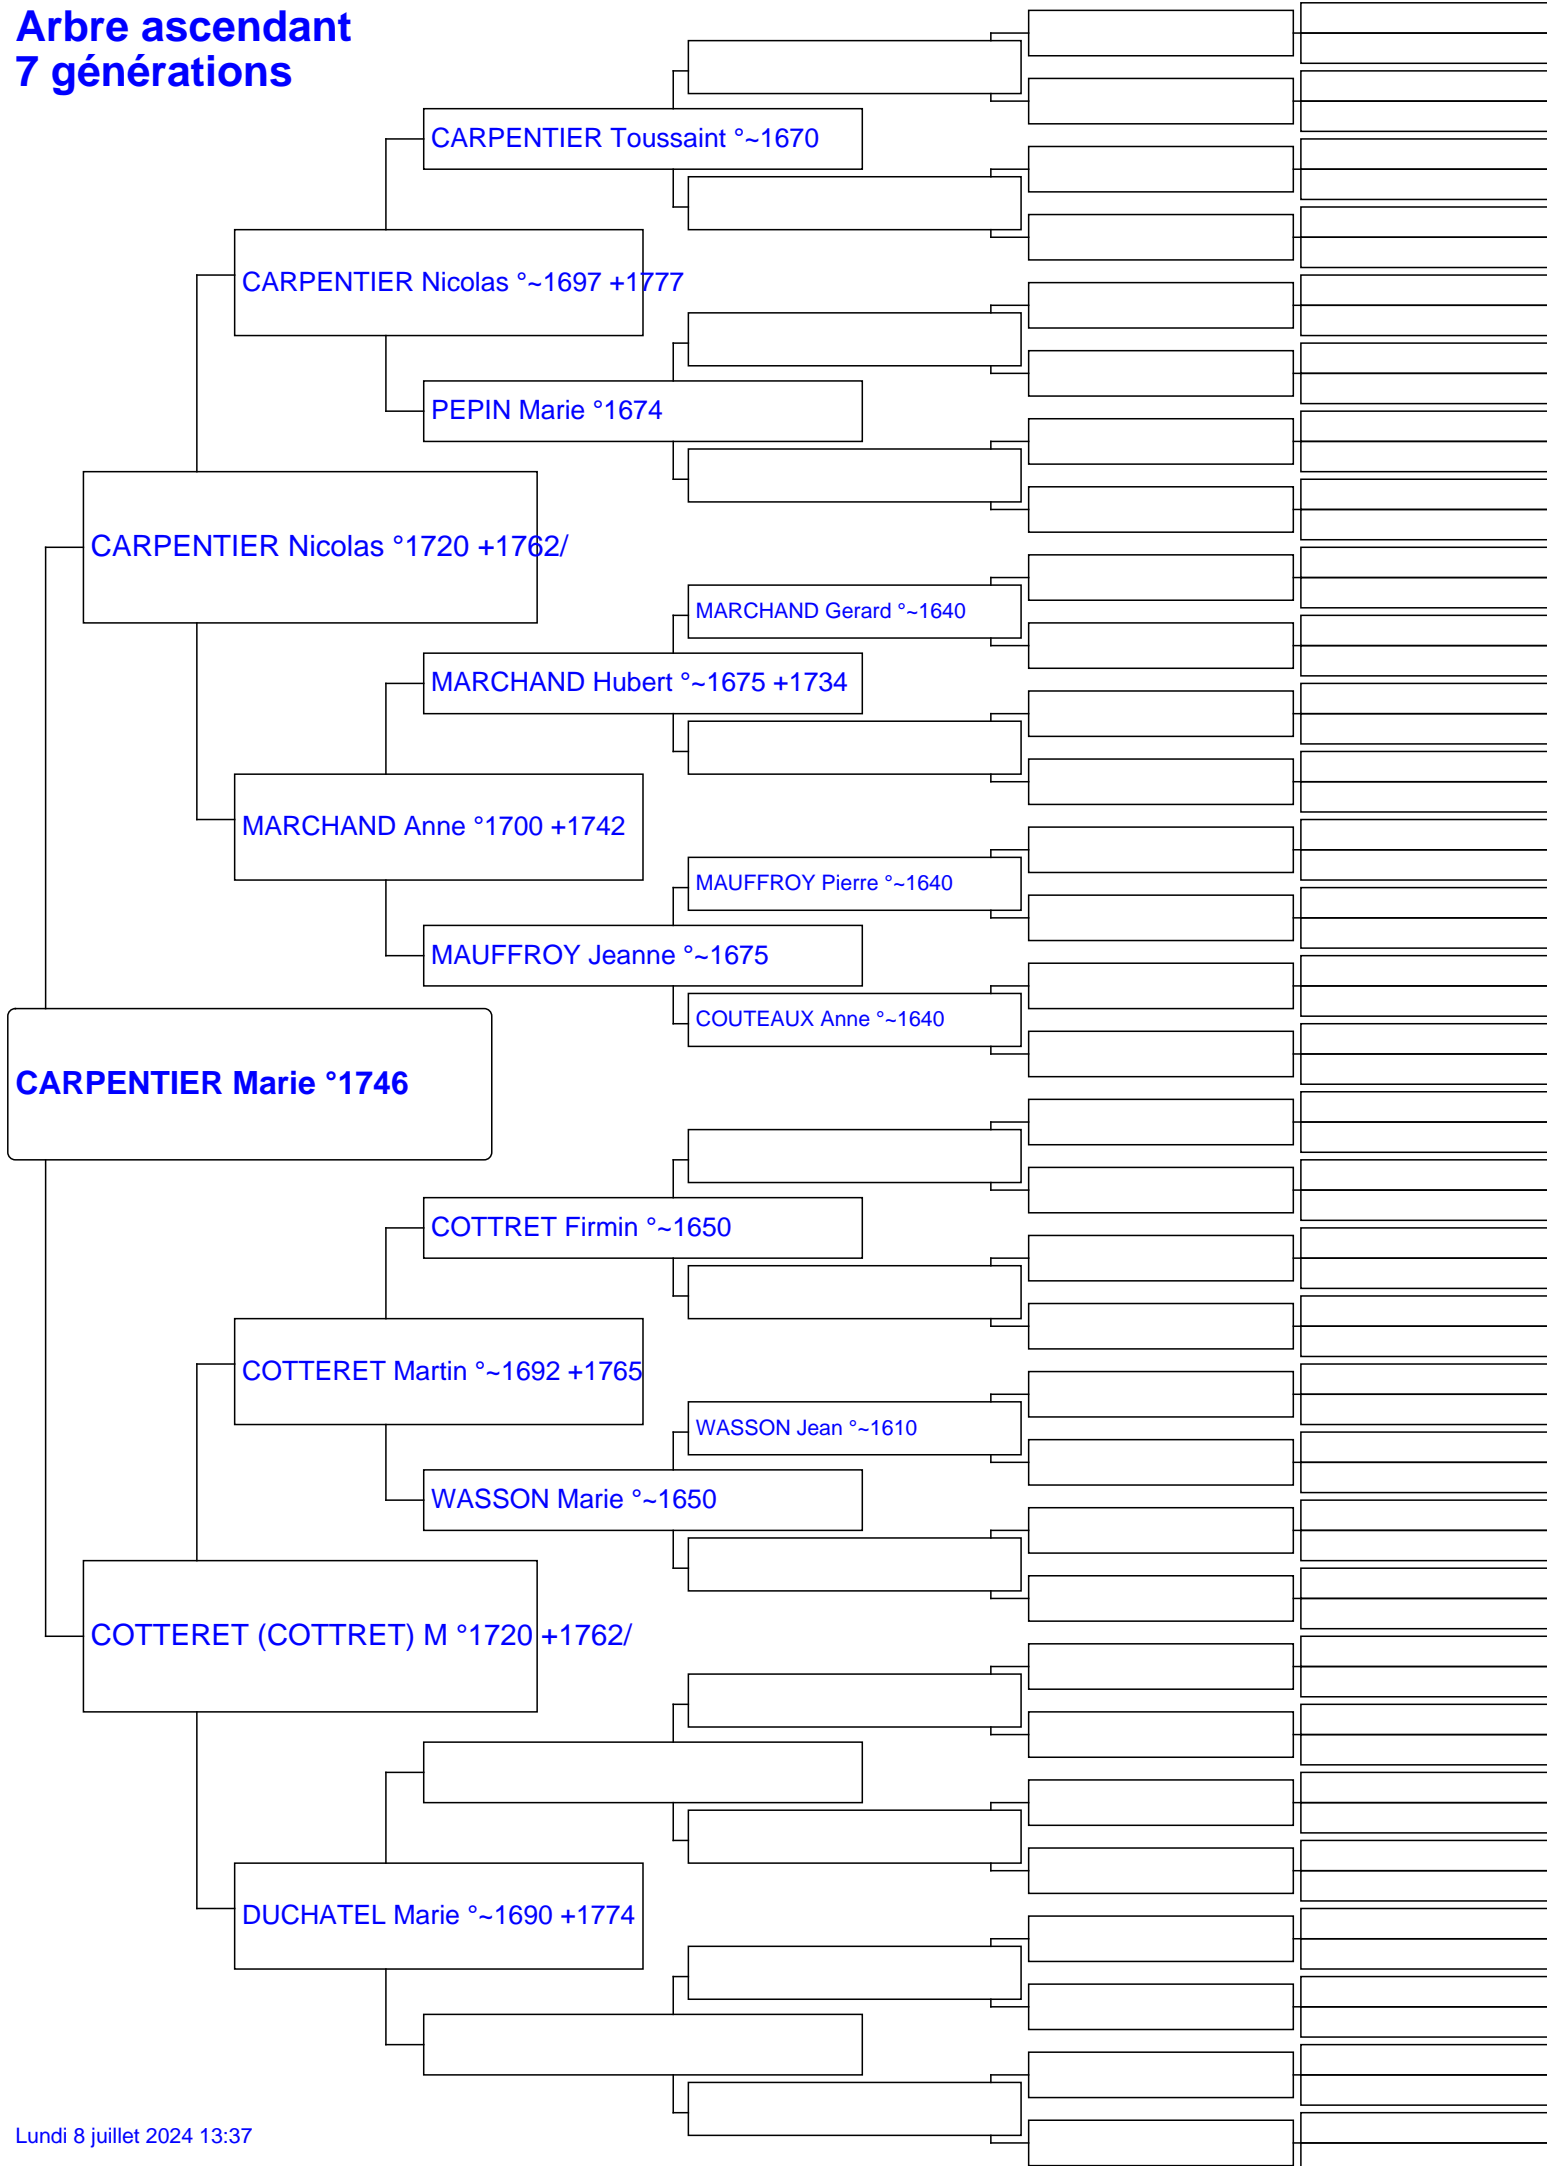 Arbre ascendant
7 générations
CARPENTIER Toussaint °~1670
CARPENTIER Nicolas °~1697 +1777
PEPIN Marie °1674
CARPENTIER Nicolas °1720 +1762/
MARCHAND Gerard °~1640
MARCHAND Hubert °~1675 +1734
MARCHAND Anne °1700 +1742
MAUFFROY Pierre °~1640
MAUFFROY Jeanne °~1675
COUTEAUX Anne °~1640
CARPENTIER Marie °1746
COTTRET Firmin °~1650
COTTERET Martin °~1692 +1765
WASSON Jean °~1610
WASSON Marie °~1650
COTTERET (COTTRET) M °1720 +1762/
DUCHATEL Marie °~1690 +1774
Lundi 8 juillet 2024 13:37